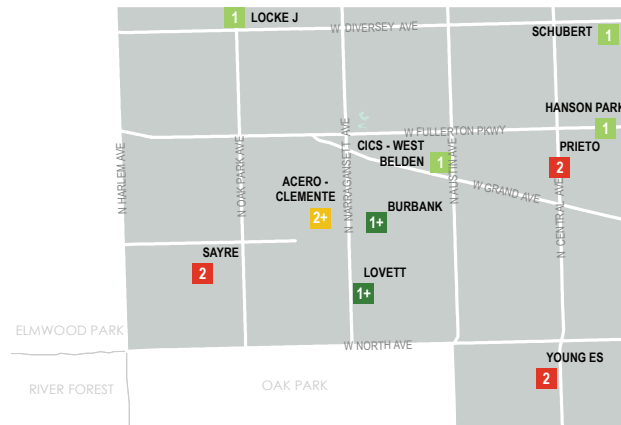 1 LOCKE J
W DIVERSEY AVE
SCHUBERT
1
HANSON PARK
1
W FULLERTON PKWY
CICS - WEST
BELDEN
1
PRIETO
2
N HARLEM AVE
N OAK PARK AVE
N NARRAGANSETT AVE
N AUSTIN AVE
N CENTRAL AVE
W GRAND AVE
ACERO -
CLEMENTE
2+
BURBANK
1+
SAYRE
2
LOVETT
1+
ELMWOOD PARK
W NORTH AVE
YOUNG ES
2
RIVER FOREST
OAK PARK